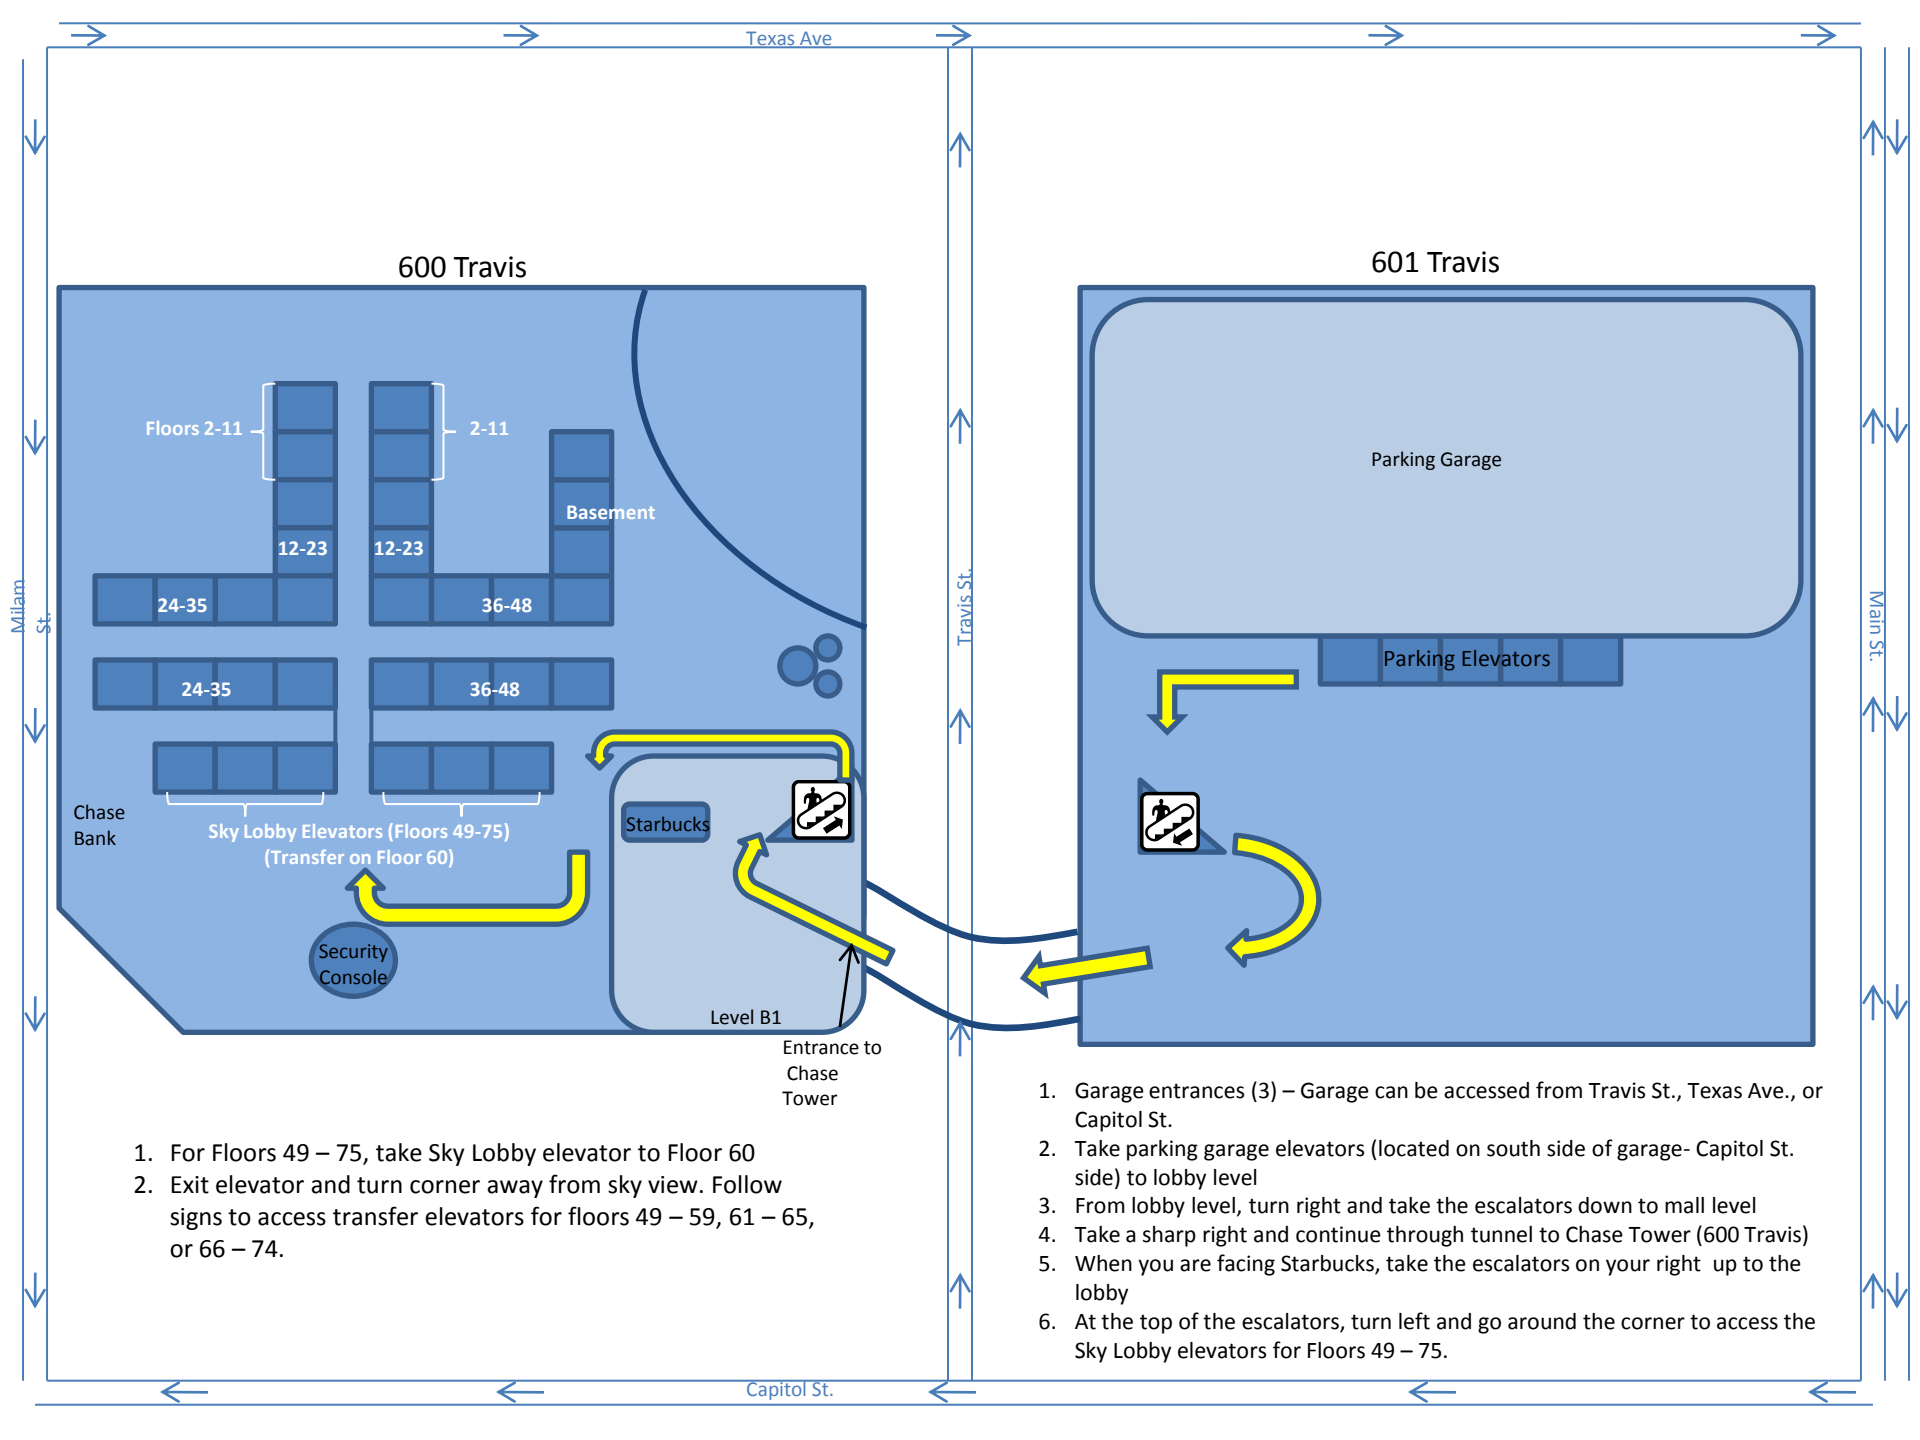 Texas Ave
600 Travis
601 Travis
Floors 2-11
2-11
Parking Garage
Basement
12-23
12-23
24-35
36-48
Milam
St.
Travis St.
Main St.
Parking Elevators
24-35
36-48
Chase
Bank
Starbucks
Sky Lobby Elevators (Floors 49-75)
(Transfer on Floor 60)
Security
Console
Level B1
Entrance to
Chase
Tower
1. For Floors 49 – 75, take Sky Lobby elevator to Floor 60
2. Exit elevator and turn corner away from sky view. Follow
signs to access transfer elevators for floors 49 – 59, 61 – 65,
or 66 – 74.
1. Garage entrances (3) – Garage can be accessed from Travis St., Texas Ave., or
Capitol St.
2. Take parking garage elevators (located on south side of garage- Capitol St.
side) to lobby level
3. From lobby level, turn right and take the escalators down to mall level
4. Take a sharp right and continue through tunnel to Chase Tower (600 Travis)
5. When you are facing Starbucks, take the escalators on your right  up to the
lobby
6. At the top of the escalators, turn left and go around the corner to access the
Sky Lobby elevators for Floors 49 – 75.
Capitol St.